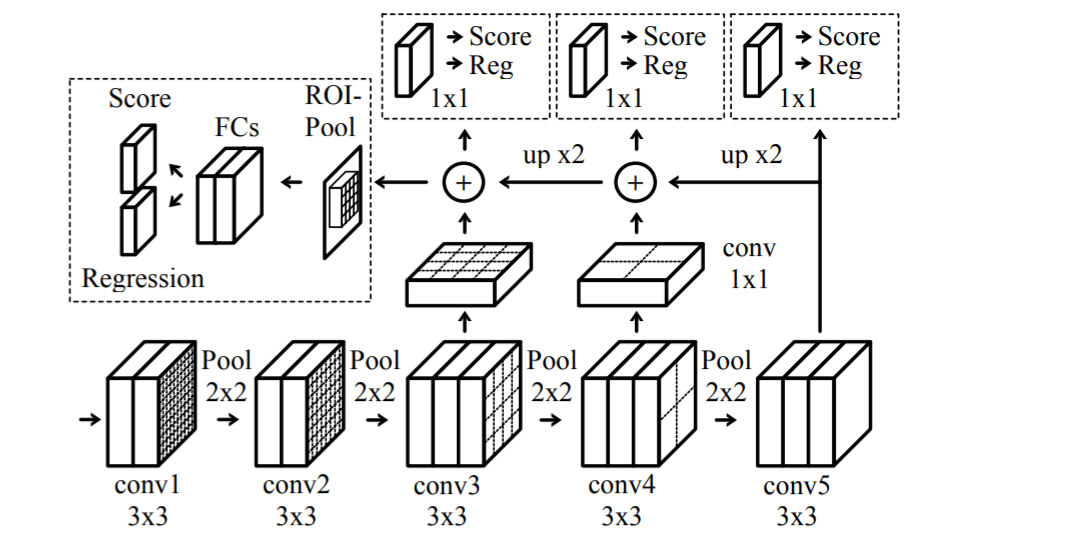 Score
Reg
1x1
Score
Reg
1x1
Score
Reg
1x1
Score
FCs
ROI-
Pool
Regression
+
up x2
+
up x2
conv
1x1
Pool
2x2
Pool
2x2
Pool
2x2
Pool
2x2
conv1
3x3
conv2
3x3
conv3
3x3
conv4
3x3
conv5
3x3